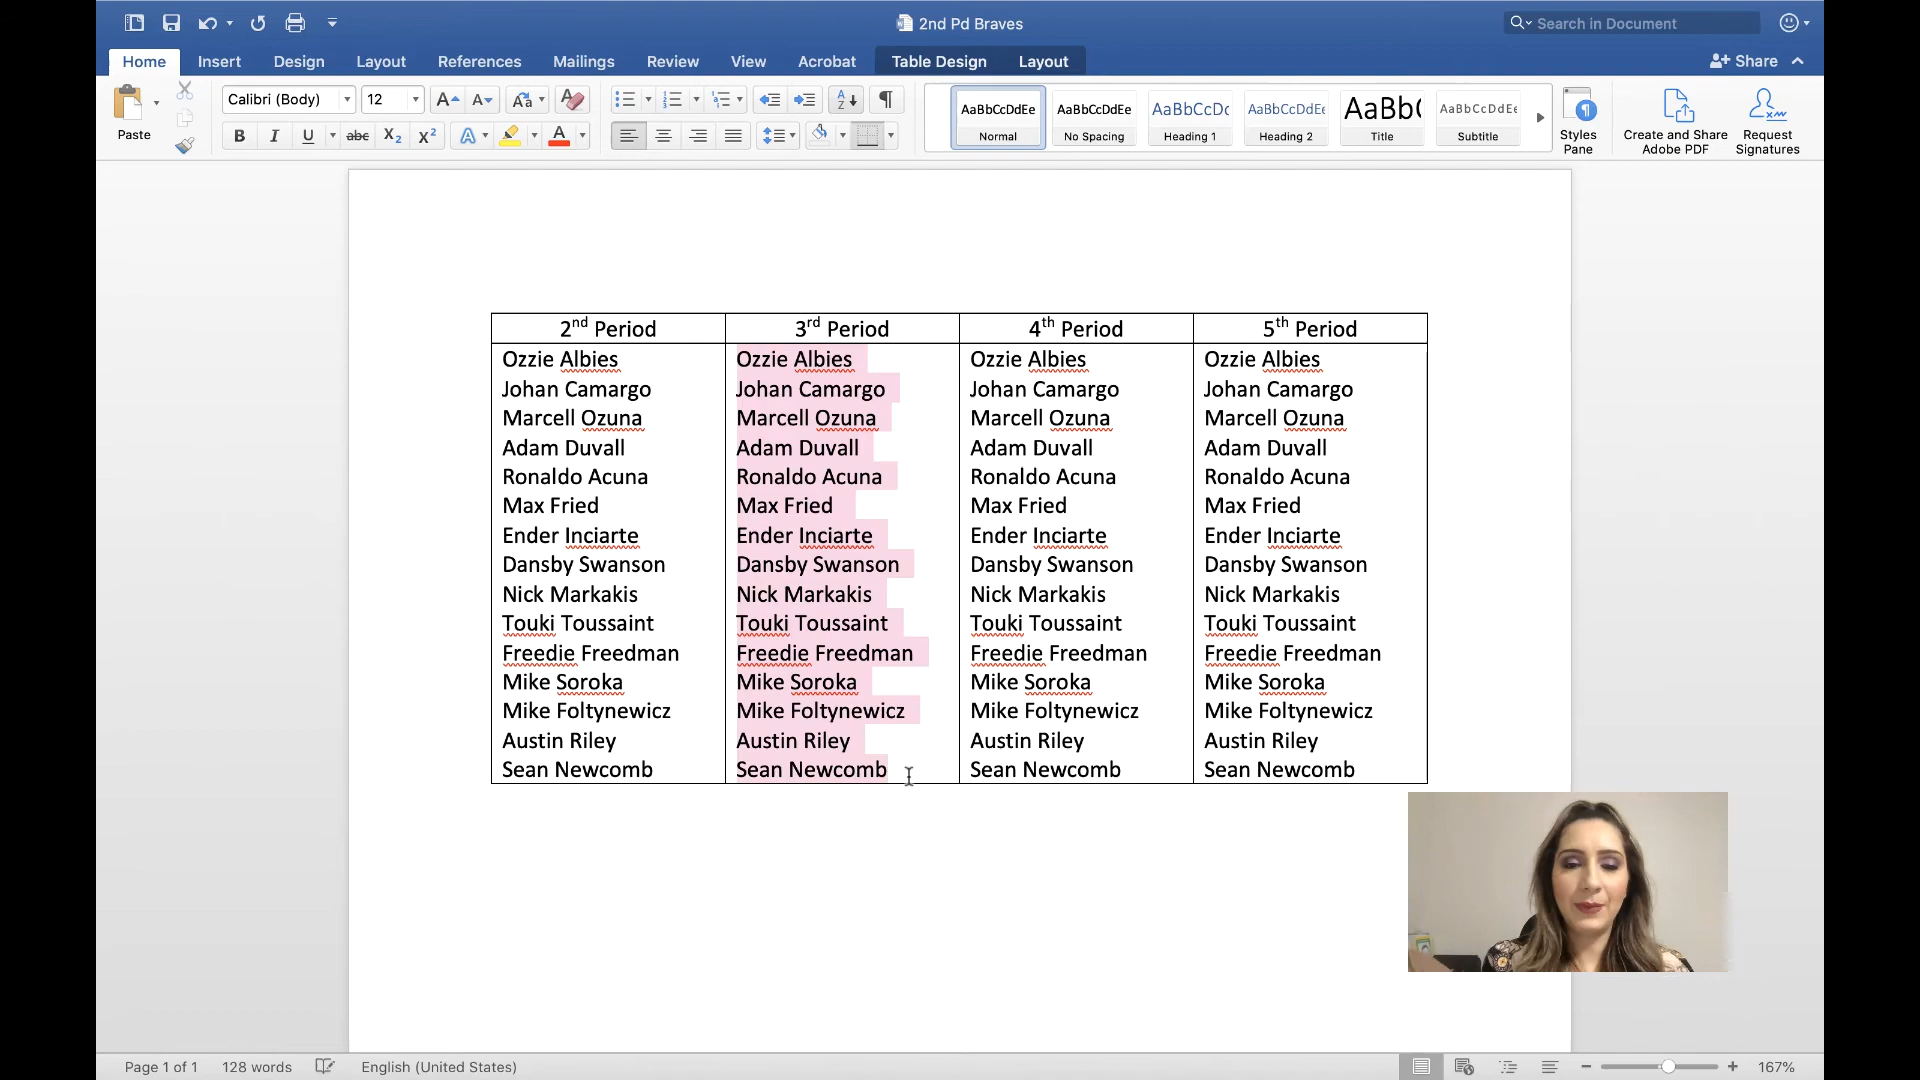 2nd Pd Braves
Search in Document
Home Insert Design Layout References Mailings Review View Acrobat Table Design Layout Share
Paste
Calibri (Body) 12
AaBbCcDdEe AaBbCcDdEe AaBbCcDc AaBbCcDdEe AaBb( AaBbCcDdEe
Normal No Spacing Heading 1 Heading 2 Title Subtitle
Styles Pane
Create and Share Adobe PDF
Request Signatures
2nd Period 3rd Period 4th Period 5th Period
Ozzie Albies Ozzie Albies Ozzie Albies Ozzie Albies
Johan Camargo Johan Camargo Johan Camargo Johan Camargo
Marcell Ozuna Marcell Ozuna Marcell Ozuna Marcell Ozuna
Adam Duvall Adam Duvall Adam Duvall Adam Duvall
Ronaldo Acuna Ronaldo Acuna Ronaldo Acuna Ronaldo Acuna
Max Fried Max Fried Max Fried Max Fried
Ender Inciarte Ender Inciarte Ender Inciarte Ender Inciarte
Dansby Swanson Dansby Swanson Dansby Swanson Dansby Swanson
Nick Markakis Nick Markakis Nick Markakis Nick Markakis
Touki Toussaint Touki Toussaint Touki Toussaint Touki Toussaint
Freedie Freedman Freedie Freedman Freedie Freedman Freedie Freedman
Mike Soroka Mike Soroka Mike Soroka Mike Soroka
Mike Foltynewicz Mike Foltynewicz Mike Foltynewicz Mike Foltynewicz
Austin Riley Austin Riley Austin Riley Austin Riley
Sean Newcomb Sean Newcomb Sean Newcomb Sean Newcomb
Page 1 of 1 128 words English (United States) 167%